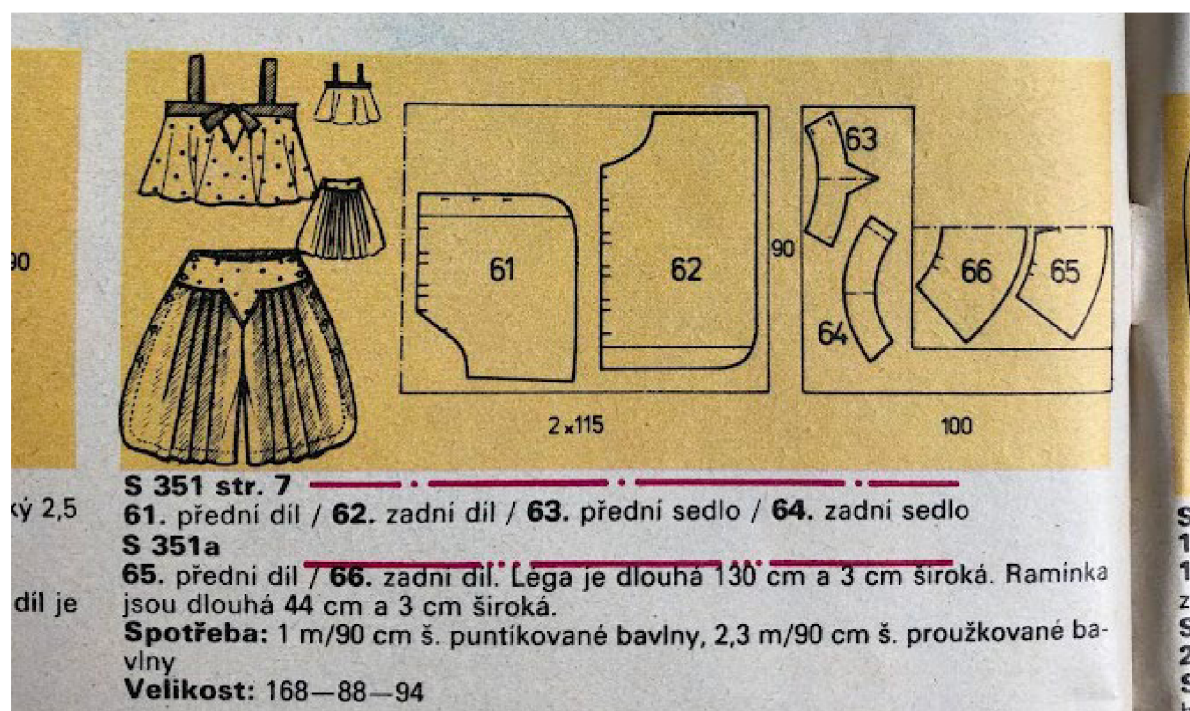 61
62
63
64
65
66
90
90
2x115
100
S 351 str. 7
61. přední díl / 62. zadní díl / 63. přední sedlo / 64. zadní sedlo
S 351a
65. přední díl / 66. zadní díl. Léga je dlouhá 130 cm a 3 cm široká. Ramínka
jsou dlouhá 44 cm a 3 cm široká.
Spotřeba: 1 m/90 cm š. puntíkované bavlny, 2,3 m/90 cm š. proužkované ba-
vlny
Velikost: 168—88—94
ký 2,5
díl je